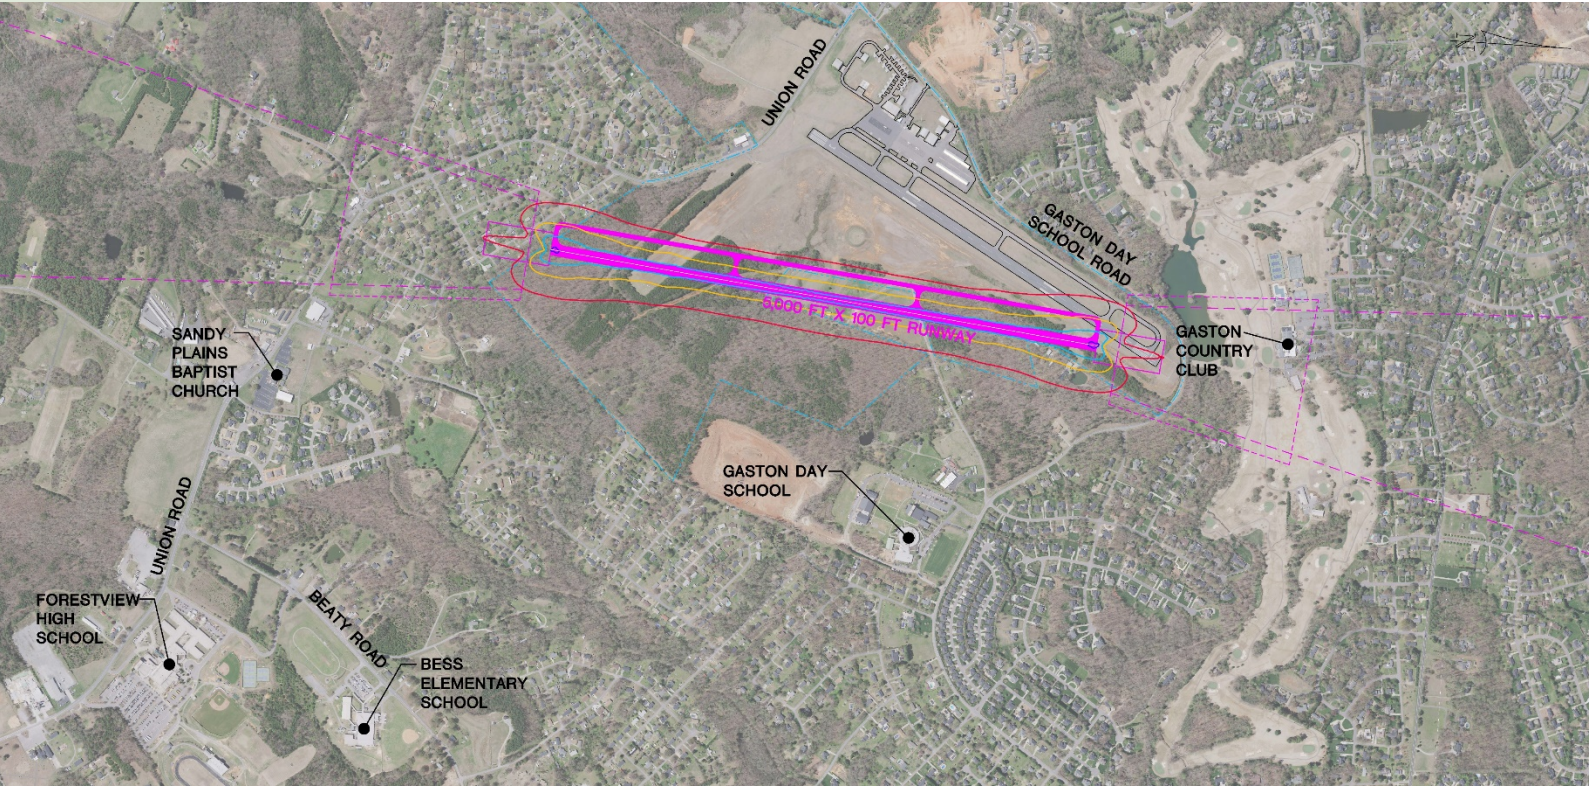 UNION ROAD
GASTON DAY
SCHOOL ROAD
5,000 FT X 100 FT RUNWAY
SANDY
PLAINS
BAPTIST
CHURCH
GASTON
COUNTRY
CLUB
GASTON DAY
SCHOOL
UNION ROAD
FORESTVIEW
HIGH
SCHOOL
BEATY ROAD
BESS
ELEMENTARY
SCHOOL